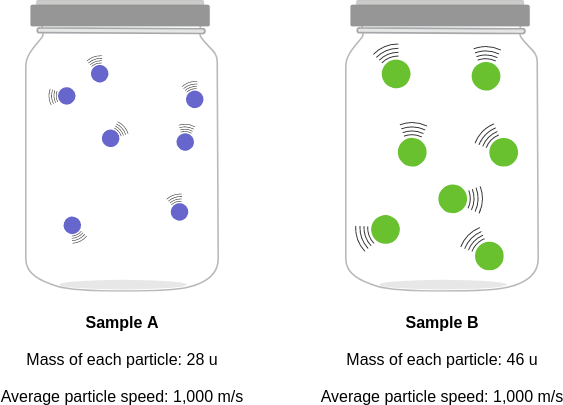 Sample A
Mass of each particle: 28 u
Average particle speed: 1,000 m/s
Sample B
Mass of each particle: 46 u
Average particle speed: 1,000 m/s